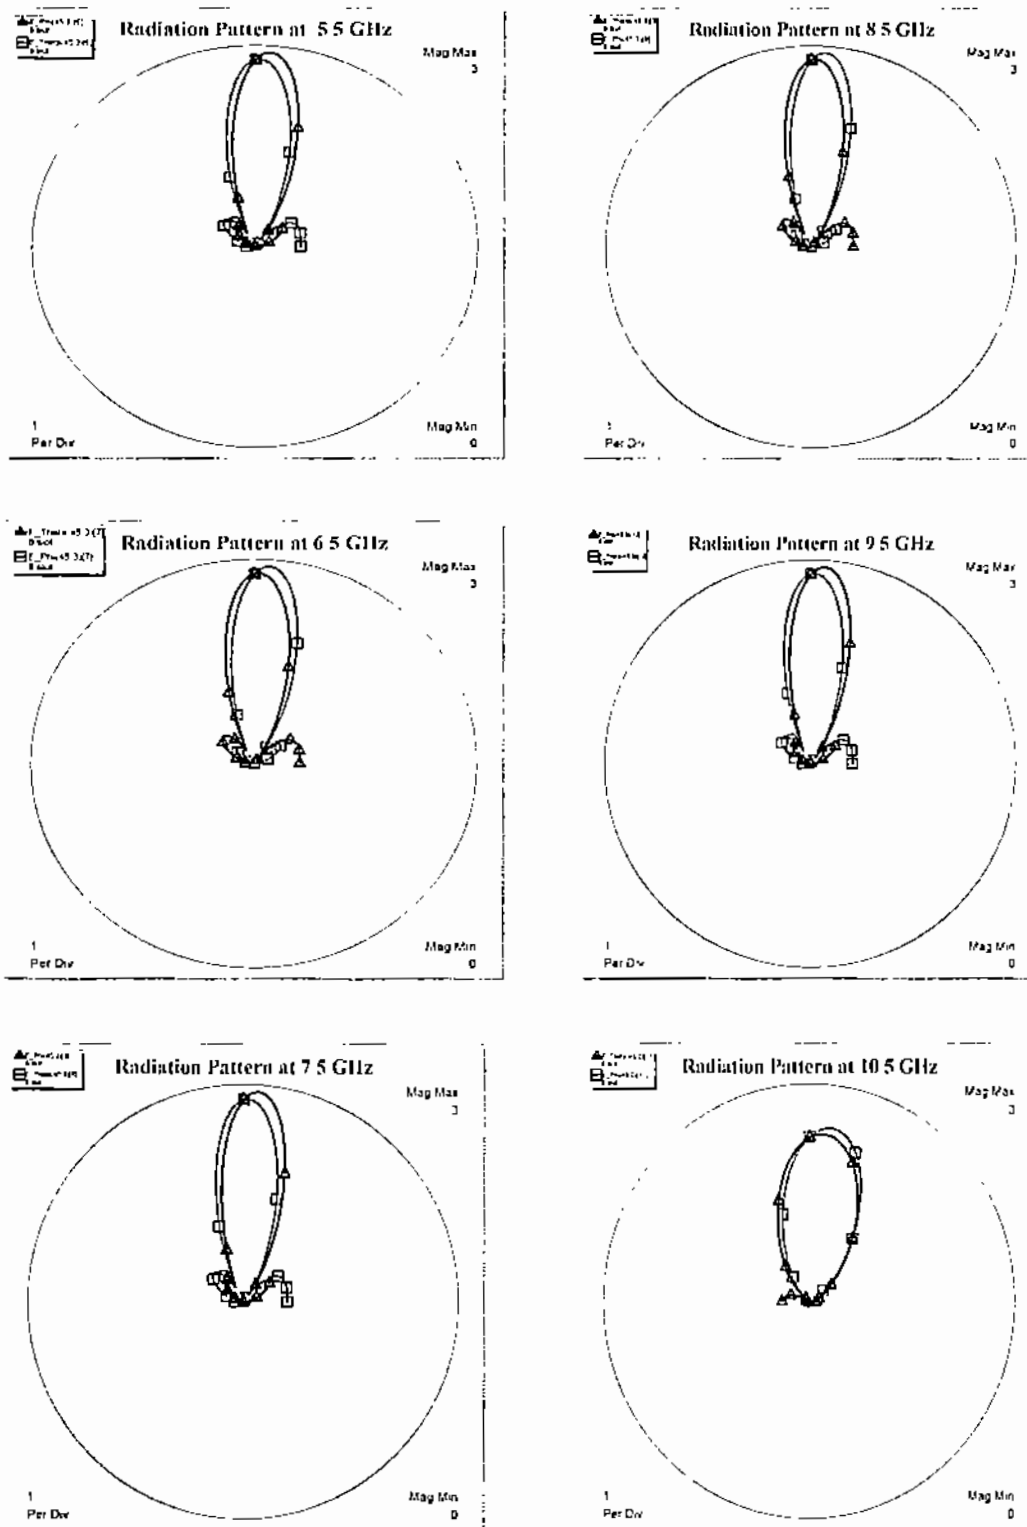 Radiation Pattern at 5 5 GHz
Mag Max
3
1
Per Div
Mag Min
0
Radiation Pattern at 8 5 GHz
Mag Max
3
1
Per Div
Mag Min
0
Radiation Pattern at 6 5 GHz
Mag Max
3
1
Per Div
Mag Min
0
Radiation Pattern at 9 5 GHz
Mag Max
3
1
Per Div
Mag Min
0
Radiation Pattern at 7 5 GHz
Mag Max
3
1
Per Div
Mag Min
0
Radiation Pattern at 10 5 GHz
Mag Max
3
1
Per Div
Mag Min
0